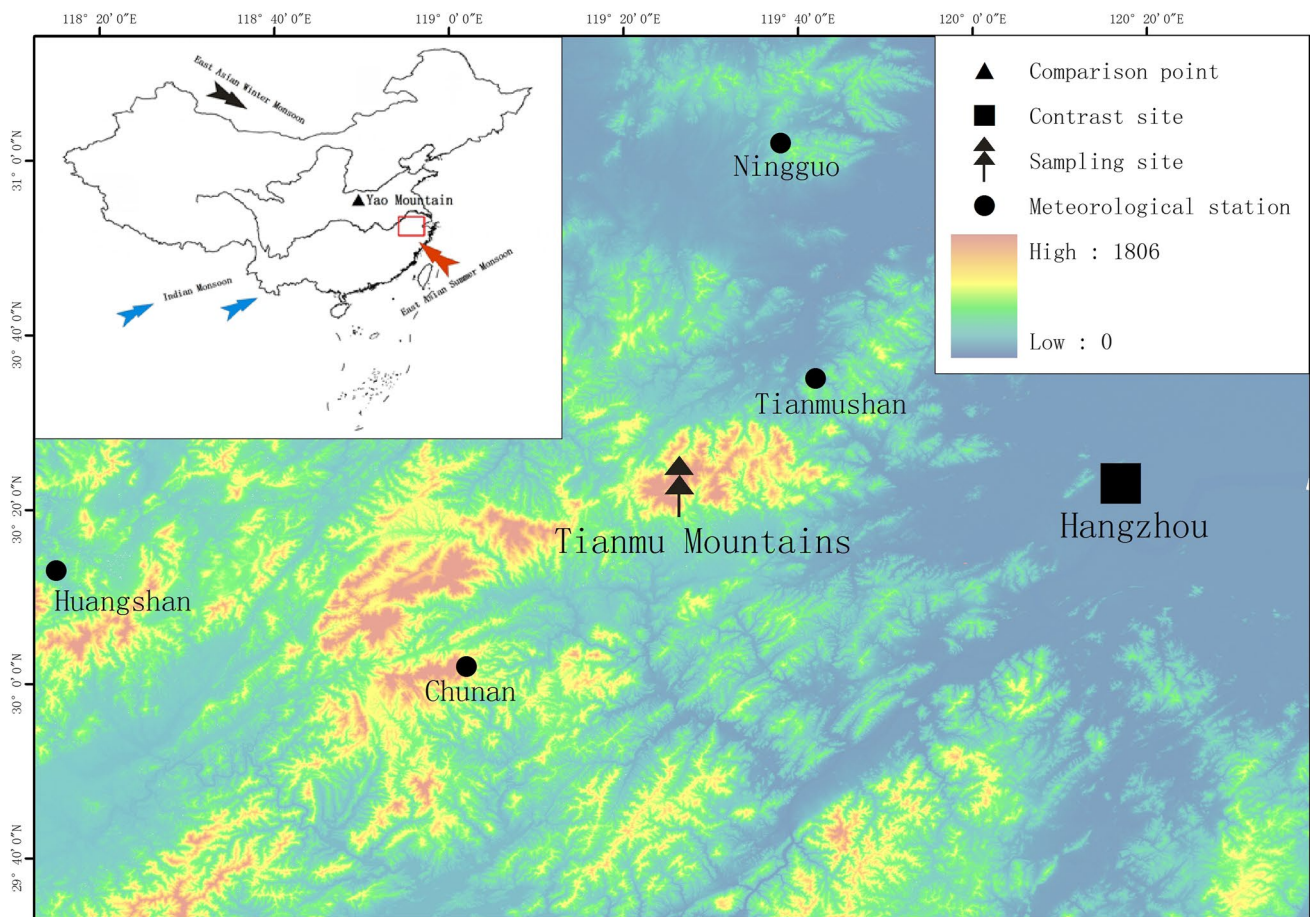 118° 20′ 0″E
118° 40′ 0″E
119° 0′ 0″E
119° 20′ 0″E
119° 40′ 0″E
120° 0′ 0″E
120° 20′ 0″E
31° 0′ 0″N
30° 40′ 0″N
30° 20′ 0″N
30° 0′ 0″N
29° 40′ 0″N
East Asian Winter Monsoon
Yao Mountain
Indian Monsoon
East Asian Summer Monsoon
Comparison point
Contrast site
Sampling site
Meteorological station
High : 1806
Low : 0
Ningguo
Tianmushan
Tianmu Mountains
Hangzhou
Huangshan
Chunan